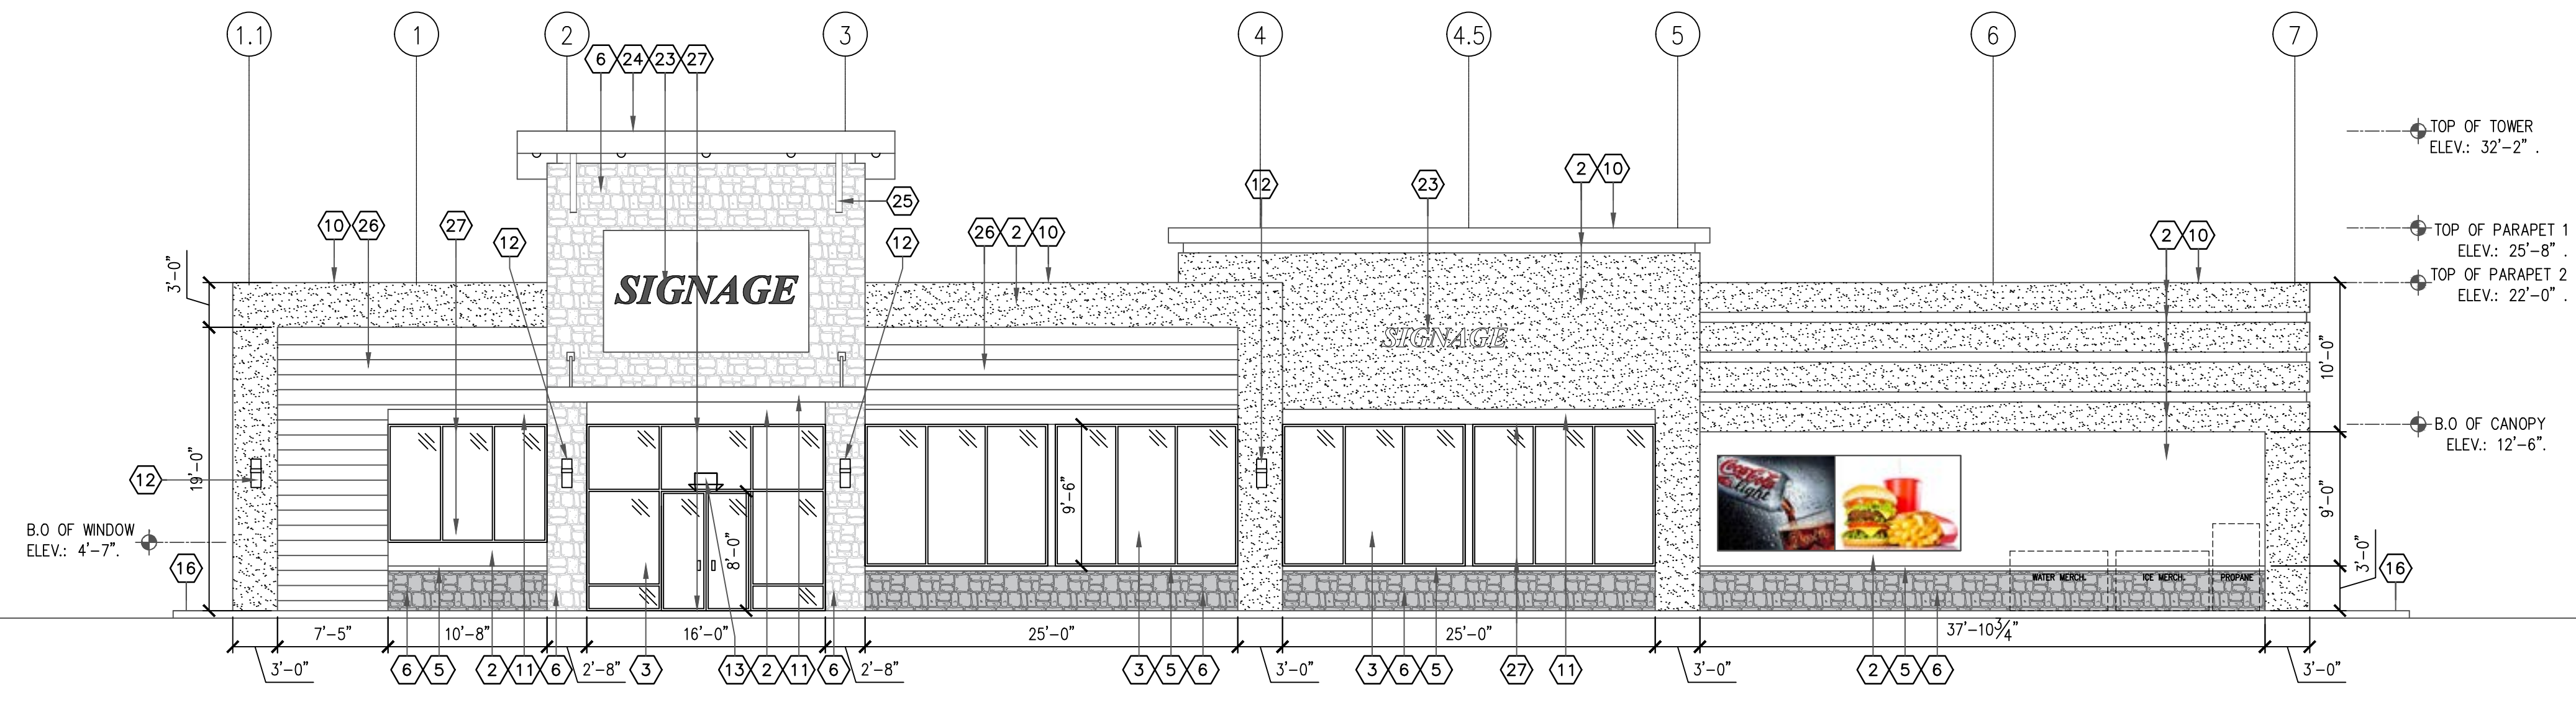 1.1 1 2 3 4 4.5 5 6 7
6 24 23 27
TOP OF TOWER
ELEV.: 32'-2" .
12 23 2 10
25
10 26 27 12 12 26 2 10 2 10
TOP OF PARAPET 1
ELEV.: 25'-8" .
3'-0"
TOP OF PARAPET 2
ELEV.: 22'-0" .
SIGNAGE
SIGNAGE
10'-0"
B.O OF CANOPY
ELEV.: 12'-6".
12
19'-0"
Coca-Cola
light
9'-6"
9'-0"
B.O OF WINDOW
ELEV.: 4'-7".
8'-0"
3'-0"
16
16
WATER MERCH. ICE MERCH. PROPANE
7'-5" 10'-8" 16'-0" 25'-0" 25'-0" 37'-10¾"
3'-0" 6 5 2 11 6 2'-8" 3 13 2 11 6 2'-8" 3 5 6 3'-0" 3 6 5 27 11 3'-0" 2 5 6 3'-0"